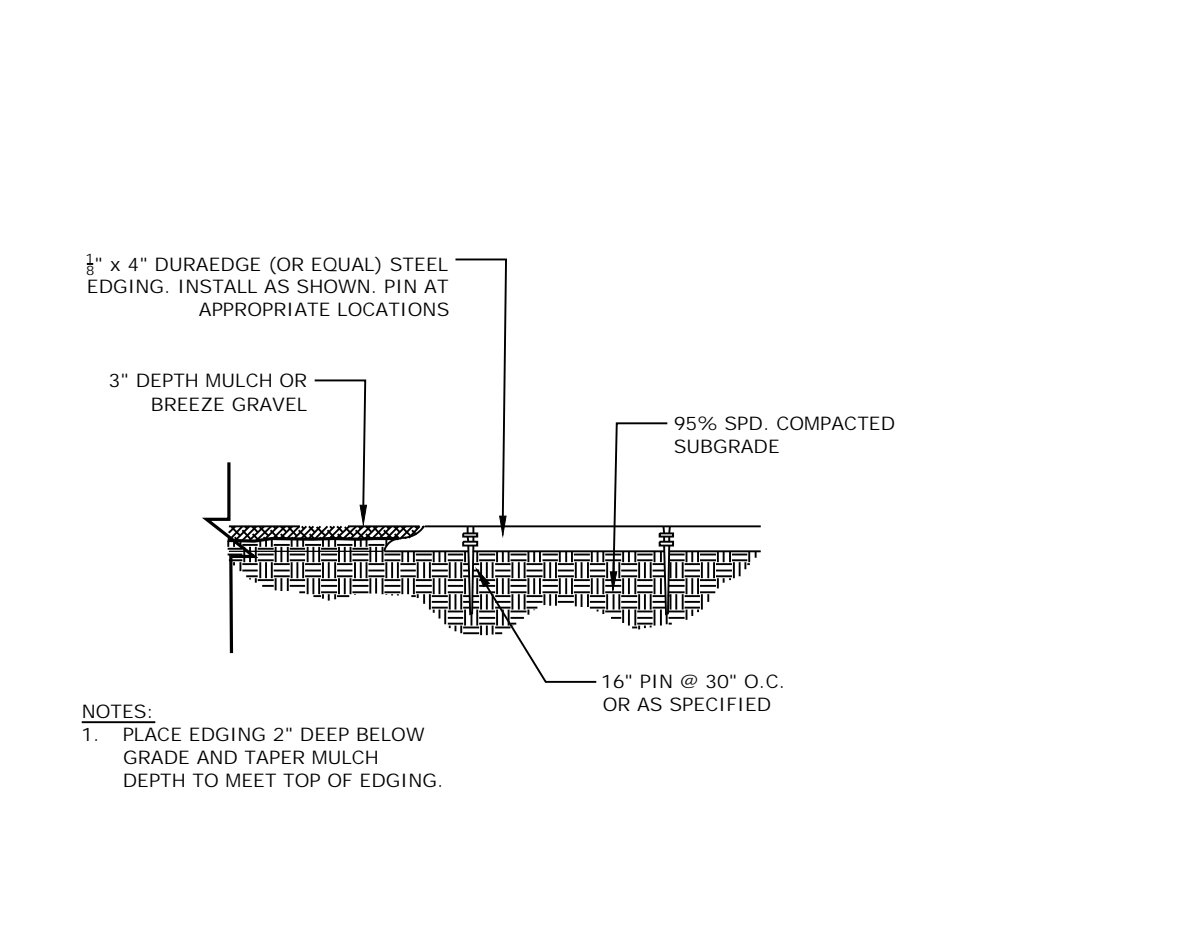 1/8" x 4" DURAEDGE (OR EQUAL) STEEL
EDGING. INSTALL AS SHOWN. PIN AT
APPROPRIATE LOCATIONS
3" DEPTH MULCH OR
BREEZE GRAVEL
95% SPD. COMPACTED
SUBGRADE
16" PIN @ 30" O.C.
OR AS SPECIFIED
NOTES:
1. PLACE EDGING 2" DEEP BELOW
GRADE AND TAPER MULCH
DEPTH TO MEET TOP OF EDGING.